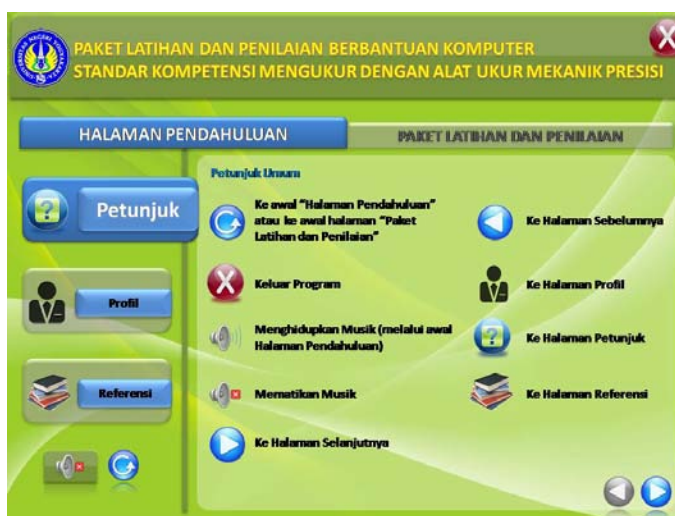 PAKET LATIHAN DAN PENILAIAN BERBANTUAN KOMPUTER
STANDAR KOMPETENSI MENGUKUR DENGAN ALAT UKUR MEKANIK PRESISI
HALAMAN PENDAHULUAN
PAKET LATIHAN DAN PENILAIAN
Petunjuk
Profil
Referensi
Petunjuk Umum
Ke awal “Halaman Pendahuluan”
atau ke awal halaman “Paket
Latihan dan Penilaian”
Keluar Program
Menghidupkan Musik (melalui awal
Halaman Pendahuluan)
Mematikan Musik
Ke Halaman Selanjutnya
Ke Halaman Sebelumnya
Ke Halaman Profil
Ke Halaman Petunjuk
Ke Halaman Referensi